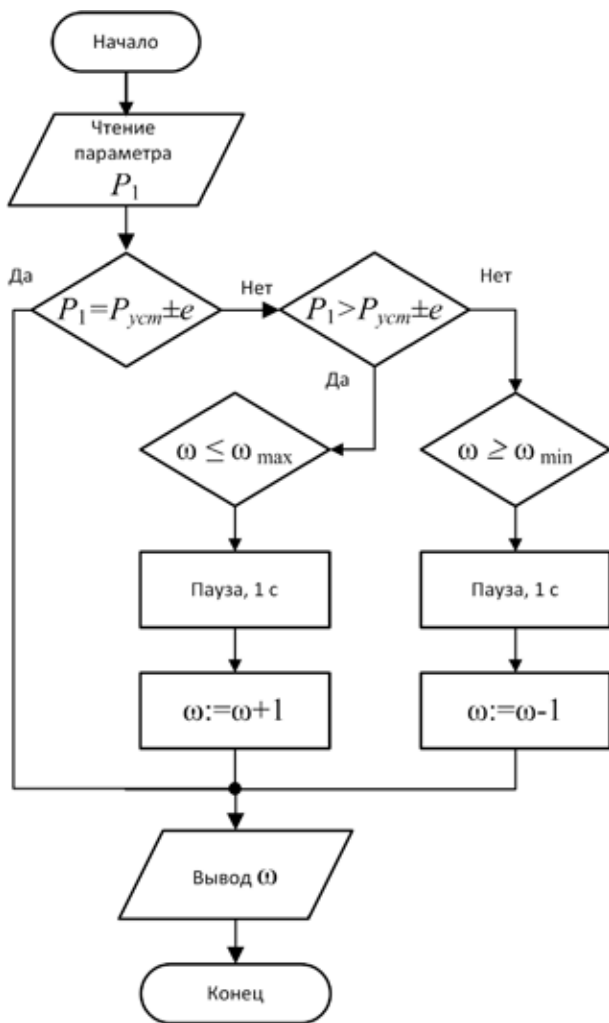 Начало
Чтение
параметра
P₁
Да
P₁=Pуст±e
Нет
P₁>Pуст±e
Нет
Да
ω ≤ ω max
ω ≥ ω min
Пауза, 1 с
Пауза, 1 с
ω:=ω+1
ω:=ω-1
Вывод ω
Конец